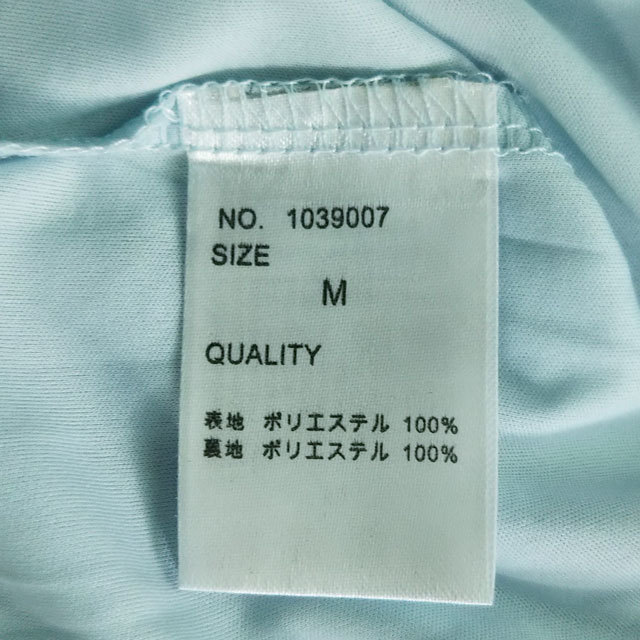 NO. 1039007
SIZE
M
QUALITY
表地 ポリエステル 100%
裏地 ポリエステル 100%